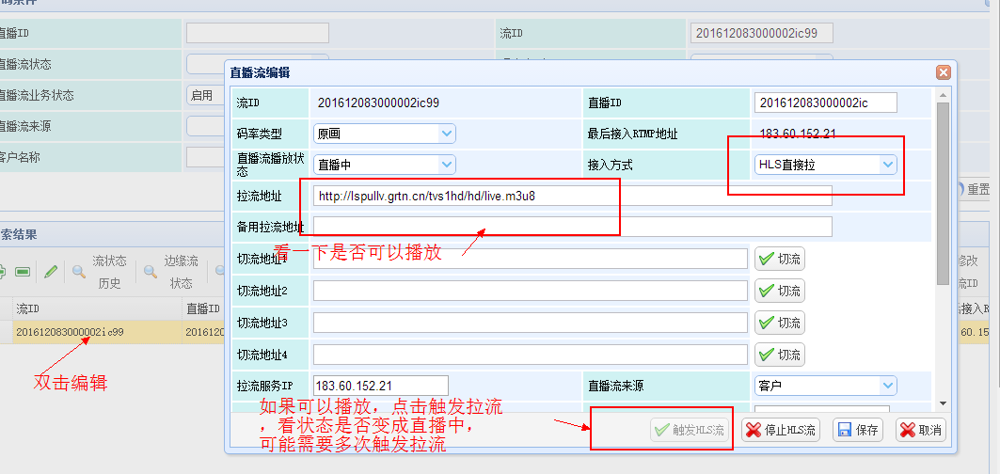 直播ID
流ID
201612083000002ic99
直播流状态
直播流业务状态
启用
直播流来源
客户名称
重置
索结果
流状态
历史
边缘流
状态
修改
流ID
流ID
直播ID
接入R
201612083000002ic99
20161
60.15
双击编辑
直播流编辑
流ID
201612083000002ic99
直播ID
201612083000002ic
码率类型
原画
最后接入RTMP地址
183.60.152.21
直播流播放状
态
直播中
接入方式
HLS直接拉
拉流地址
http://lspullv.grtn.cn/tvs1hd/hd/live.m3u8
备用拉流地址
看一下是否可以播放
切流地址1
切流
切流地址2
切流
切流地址3
切流
切流地址4
切流
拉流服务IP
183.60.152.21
直播流来源
客户
如果可以播放，点击触发拉流
，看状态是否变成直播中，
可能需要多次触发拉流
触发HLS流
停止HLS流
保存
取消